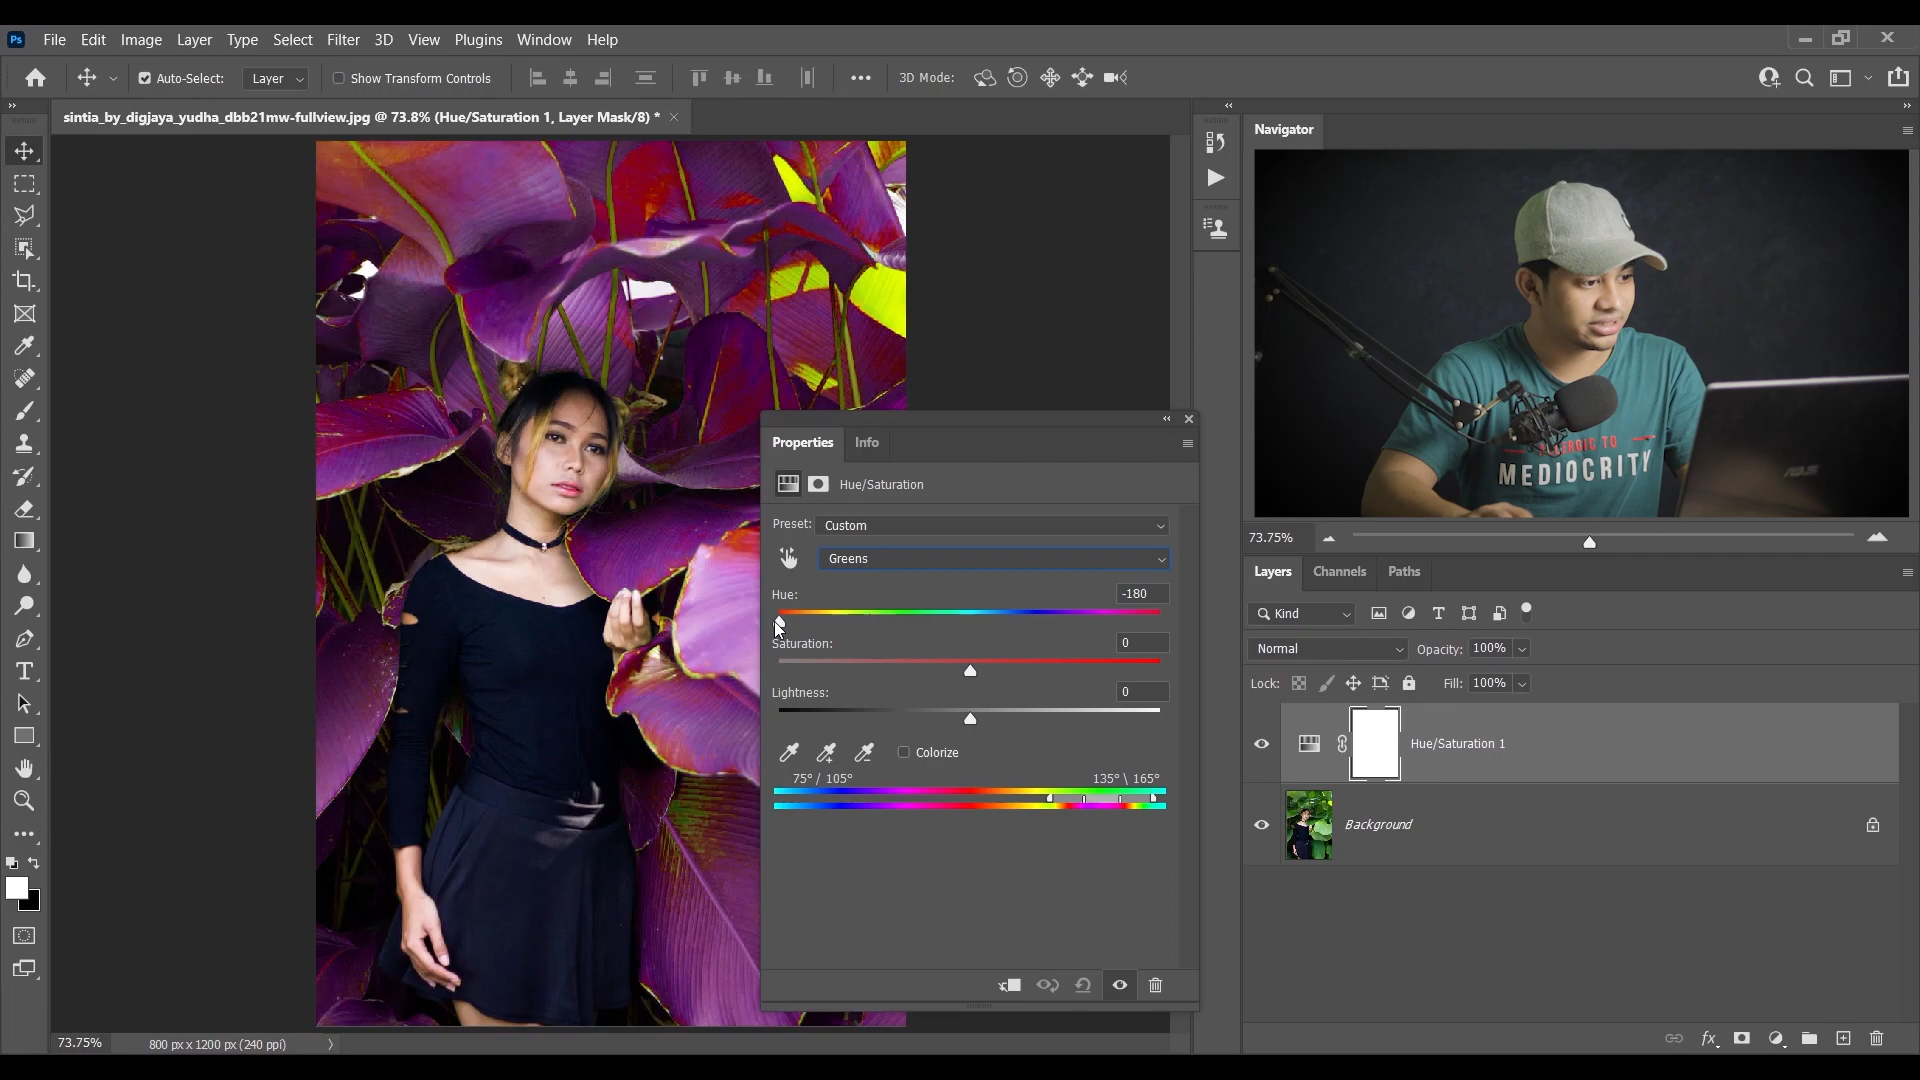 Ps File Edit Image Layer Type Select Filter 3D View Plugins Window Help
Auto-Select: Layer Show Transform Controls 3D Mode:
sintia_by_digjaya_yudha_dbb21mw-fullview.jpg @ 73.8% (Hue/Saturation 1, Layer Mask/8) *
Navigator
TO
MEDIOCRITY
ASUS
73.75%
Properties Info
Hue/Saturation
Preset: Custom
Greens
Hue: -180
Saturation: 0
Lightness: 0
Colorize
75° / 105° 135° \ 165°
Layers Channels Paths
Kind
Normal Opacity: 100%
Lock: Fill: 100%
Hue/Saturation 1
Background
fx
73.75% 800 px x 1200 px (240 ppi)